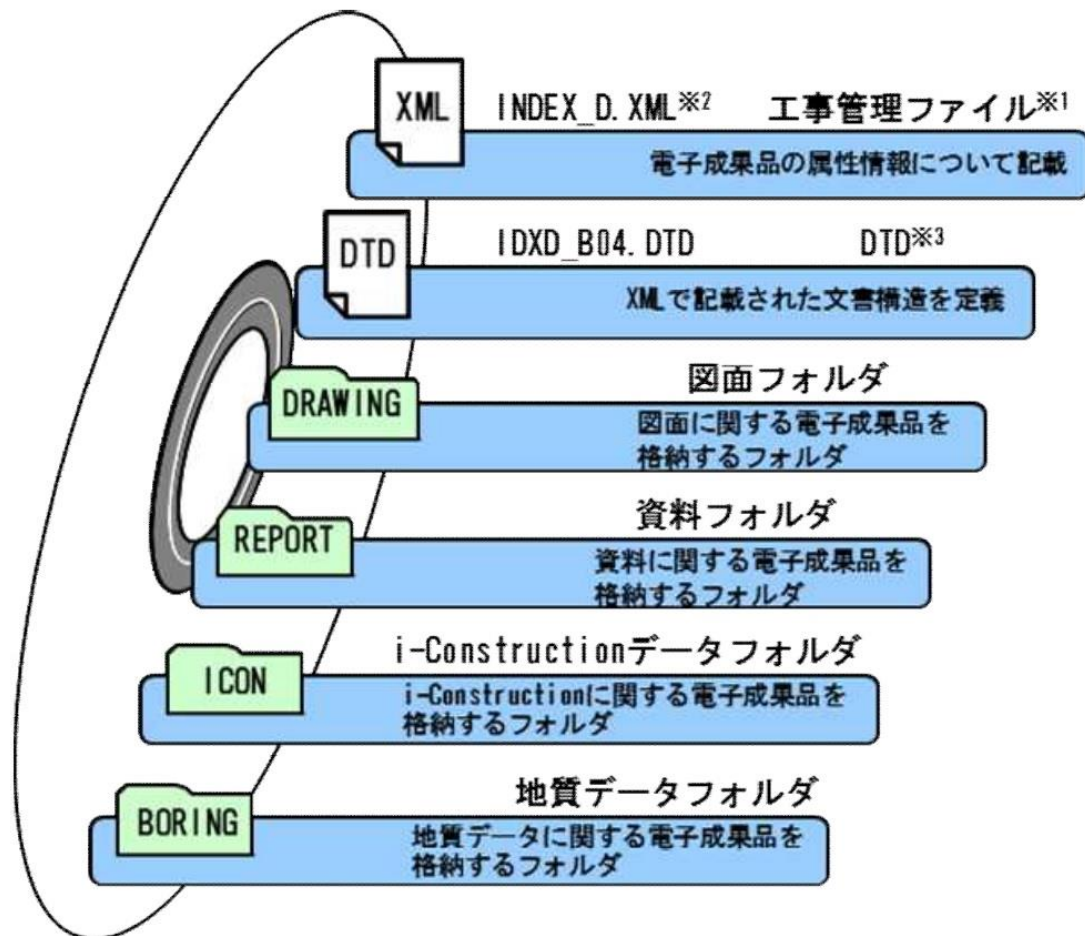 XML
INDEX_D.XML※2 工事管理ファイル※1
電子成果品の属性情報について記載
DTD
IDXD_B04.DTD DTD※3
XMLで記載された文書構造を定義
図面フォルダ
DRAWING
図面に関する電子成果品を
格納するフォルダ
資料フォルダ
REPORT
資料に関する電子成果品を
格納するフォルダ
i-Constructionデータフォルダ
ICON
i-Constructionに関する電子成果品を
格納するフォルダ
地質データフォルダ
BORING
地質データに関する電子成果品を
格納するフォルダ